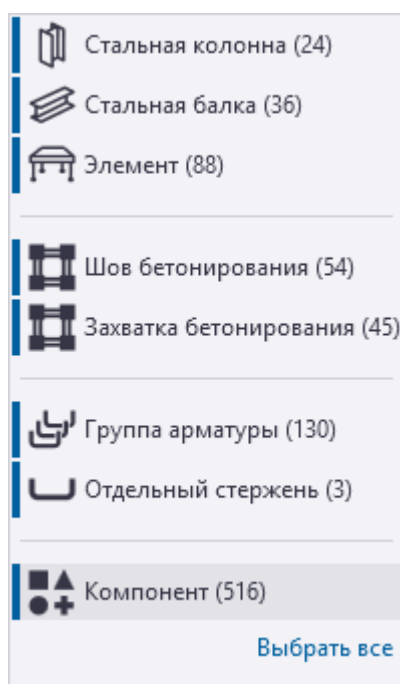 Стальная колонна (24)
Стальная балка (36)
Элемент (88)
Шов бетонирования (54)
Захватка бетонирования (45)
Группа арматуры (130)
Отдельный стержень (3)
Компонент (516)
Выбрать все